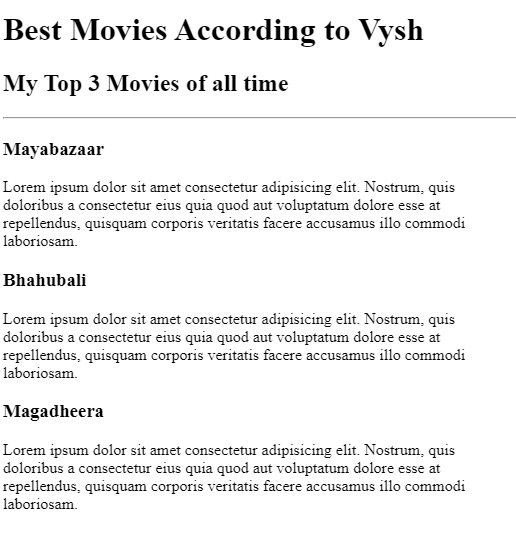 Best Movies According to Vysh
My Top 3 Movies of all time
Mayabazaar
Lorem ipsum dolor sit amet consectetur adipisicing elit. Nostrum, quis
doloribus a consectetur eius quia quod aut voluptatum dolore esse at
repellendus, quisquam corporis veritatis facere accusamus illo commodi
laboriosam.
Bhahubali
Lorem ipsum dolor sit amet consectetur adipisicing elit. Nostrum, quis
doloribus a consectetur eius quia quod aut voluptatum dolore esse at
repellendus, quisquam corporis veritatis facere accusamus illo commodi
laboriosam.
Magadheera
Lorem ipsum dolor sit amet consectetur adipisicing elit. Nostrum, quis
doloribus a consectetur eius quia quod aut voluptatum dolore esse at
repellendus, quisquam corporis veritatis facere accusamus illo commodi
laboriosam.